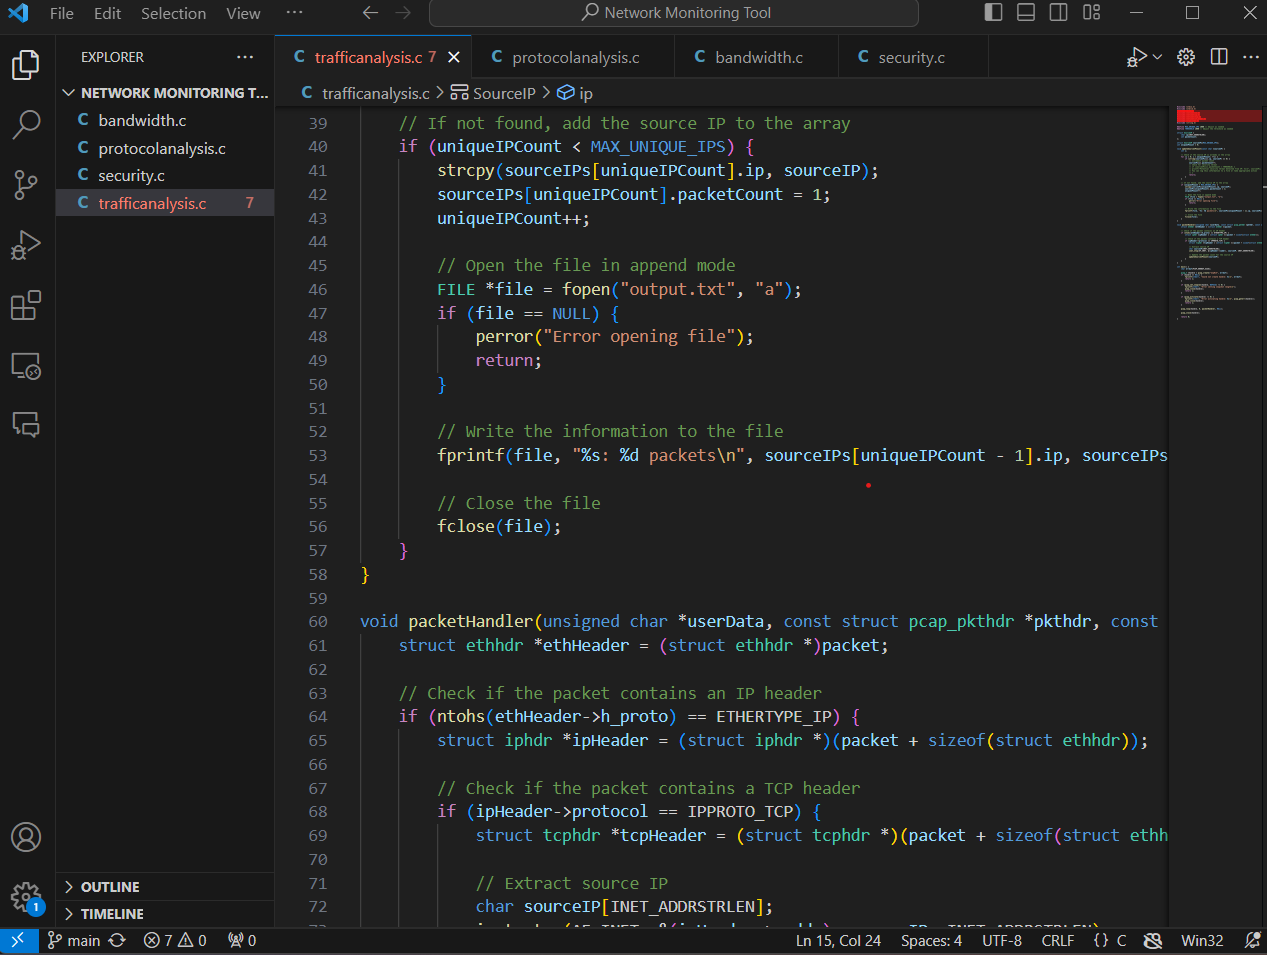 File Edit Selection View ··· Network Monitoring Tool
EXPLORER ···
NETWORK MONITORING T...
bandwidth.c
protocolanalysis.c
security.c
trafficanalysis.c 7
OUTLINE
TIMELINE
trafficanalysis.c 7 protocolanalysis.c bandwidth.c security.c
trafficanalysis.c > SourceIP > ip
39 // If not found, add the source IP to the array
40 if (uniqueIPCount < MAX_UNIQUE_IPS) {
41 strcpy(sourceIPs[uniqueIPCount].ip, sourceIP);
42 sourceIPs[uniqueIPCount].packetCount = 1;
43 uniqueIPCount++;
44
45 // Open the file in append mode
46 FILE *file = fopen("output.txt", "a");
47 if (file == NULL) {
48 perror("Error opening file");
49 return;
50 }
51
52 // Write the information to the file
53 fprintf(file, "%s: %d packets\n", sourceIPs[uniqueIPCount - 1].ip, sourceIPs
54
55 // Close the file
56 fclose(file);
57 }
58 }
59
60 void packetHandler(unsigned char *userData, const struct pcap_pkthdr *pkthdr, const
61 struct ethhdr *ethHeader = (struct ethhdr *)packet;
62
63 // Check if the packet contains an IP header
64 if (ntohs(ethHeader->h_proto) == ETHERTYPE_IP) {
65 struct iphdr *ipHeader = (struct iphdr *)(packet + sizeof(struct ethhdr));
66
67 // Check if the packet contains a TCP header
68 if (ipHeader->protocol == IPPROTO_TCP) {
69 struct tcphdr *tcpHeader = (struct tcphdr *)(packet + sizeof(struct ethh
70
71 // Extract source IP
72 char sourceIP[INET_ADDRSTRLEN];
1
main 7 0 0 Ln 15, Col 24 Spaces: 4 UTF-8 CRLF {} C Win32